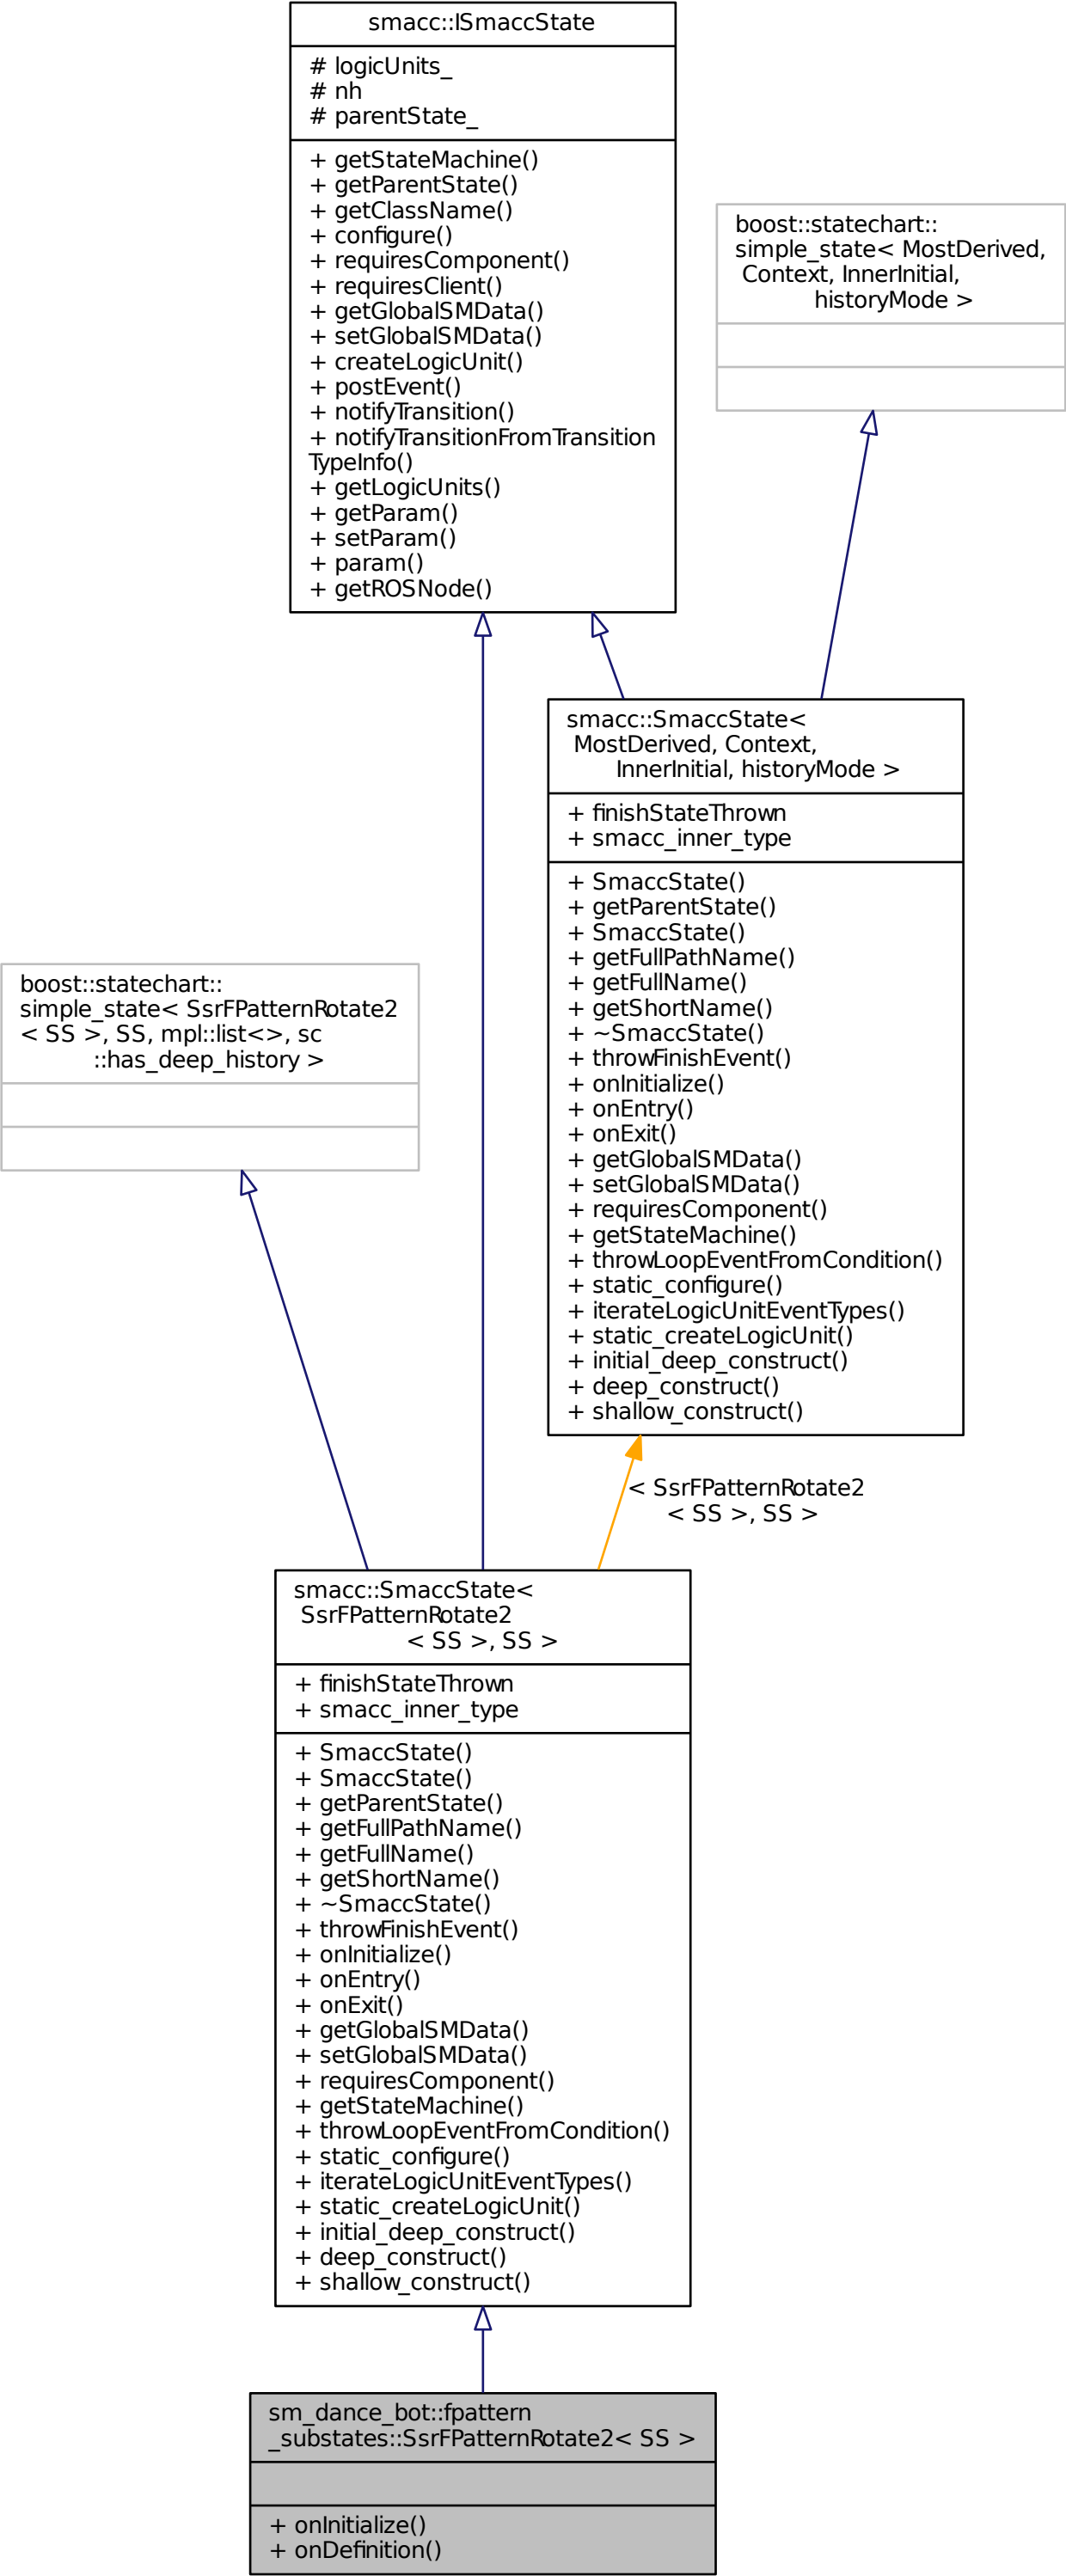 smacc::ISmaccState
# logicUnits_
# nh
# parentState_
+ getStateMachine()
+ getParentState()
+ getClassName()
+ configure()
+ requiresComponent()
+ requiresClient()
+ getGlobalSMData()
+ setGlobalSMData()
+ createLogicUnit()
+ postEvent()
+ notifyTransition()
+ notifyTransitionFromTransition
TypeInfo()
+ getLogicUnits()
+ getParam()
+ setParam()
+ param()
+ getROSNode()
boost::statechart::
simple_state< MostDerived,
Context, InnerInitial,
historyMode >
smacc::SmaccState<
MostDerived, Context,
InnerInitial, historyMode >
+ finishStateThrown
+ smacc_inner_type
+ SmaccState()
+ getParentState()
+ SmaccState()
+ getFullPathName()
+ getFullName()
+ getShortName()
+ ~SmaccState()
+ throwFinishEvent()
+ onInitialize()
+ onEntry()
+ onExit()
+ getGlobalSMData()
+ setGlobalSMData()
+ requiresComponent()
+ getStateMachine()
+ throwLoopEventFromCondition()
+ static_configure()
+ iterateLogicUnitEventTypes()
+ static_createLogicUnit()
+ initial_deep_construct()
+ deep_construct()
+ shallow_construct()
boost::statechart::
simple_state< SsrFPatternRotate2
< SS >, SS, mpl::list<>, sc
::has_deep_history >
< SsrFPatternRotate2
< SS >, SS >
smacc::SmaccState<
SsrFPatternRotate2
< SS >, SS >
+ finishStateThrown
+ smacc_inner_type
+ SmaccState()
+ SmaccState()
+ getParentState()
+ getFullPathName()
+ getFullName()
+ getShortName()
+ ~SmaccState()
+ throwFinishEvent()
+ onInitialize()
+ onEntry()
+ onExit()
+ getGlobalSMData()
+ setGlobalSMData()
+ requiresComponent()
+ getStateMachine()
+ throwLoopEventFromCondition()
+ static_configure()
+ iterateLogicUnitEventTypes()
+ static_createLogicUnit()
+ initial_deep_construct()
+ deep_construct()
+ shallow_construct()
sm_dance_bot::fpattern
_substates::SsrFPatternRotate2< SS >
+ onInitialize()
+ onDefinition()